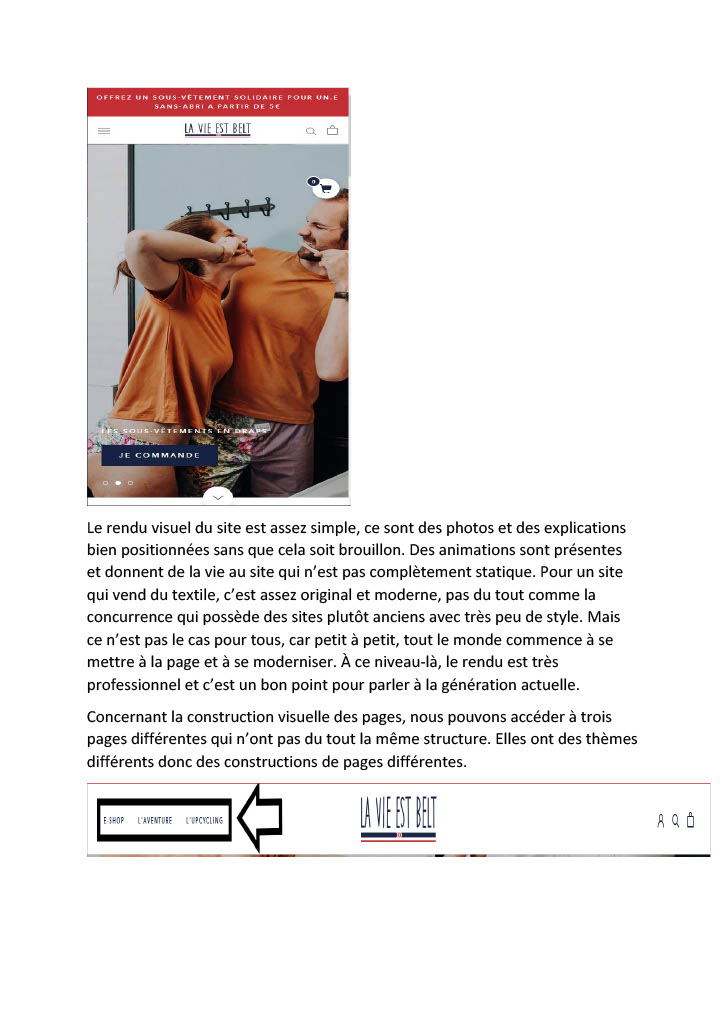 OFFREZ UN SOUS-VÊTEMENT SOLIDAIRE POUR UN.E
SANS-ABRI A PARTIR DE 5€
LA VIE EST BELT
0
LES SOUS-VÊTEMENTS EN DRAPS
JE COMMANDE
Le rendu visuel du site est assez simple, ce sont des photos et des explications
bien positionnées sans que cela soit brouillon. Des animations sont présentes
et donnent de la vie au site qui n’est pas complètement statique. Pour un site
qui vend du textile, c’est assez original et moderne, pas du tout comme la
concurrence qui possède des sites plutôt anciens avec très peu de style. Mais
ce n’est pas le cas pour tous, car petit à petit, tout le monde commence à se
mettre à la page et à se moderniser. À ce niveau-là, le rendu est très
professionnel et c’est un bon point pour parler à la génération actuelle.
Concernant la construction visuelle des pages, nous pouvons accéder à trois
pages différentes qui n’ont pas du tout la même structure. Elles ont des thèmes
différents donc des constructions de pages différentes.
E-SHOP L'AVENTURE L'UPCYCLING
LA VIE EST BELT